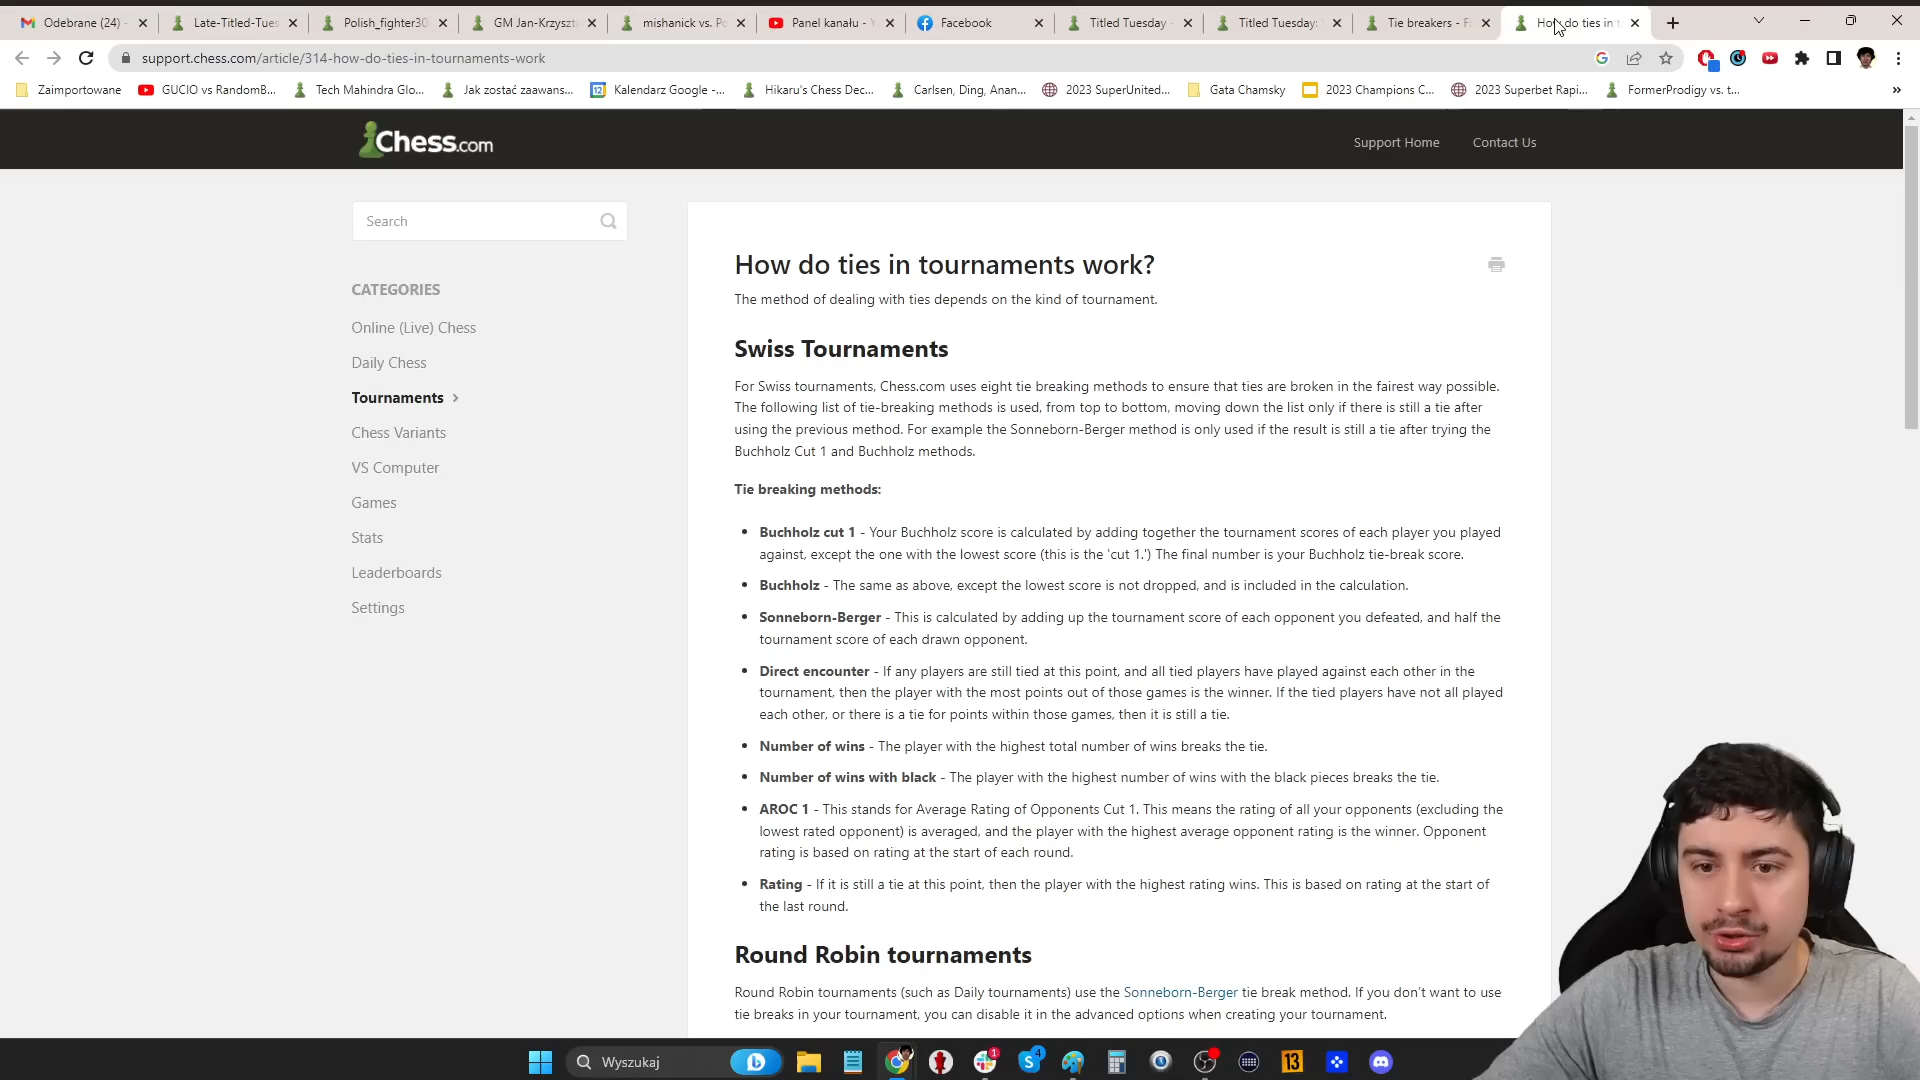 Odebrane (24) -
Late-Titled-Tues
Polish_fighter30
GM Jan-Krzyszt
mishanick vs. Po
Panel kanału - Y
Facebook
Titled Tuesday -
Titled Tuesday:
Tie breakers - F
How do ties in t
support.chess.com/article/314-how-do-ties-in-tournaments-work
Zaimportowane
GUCIO vs RandomB...
Tech Mahindra Glo...
Jak zostać zaawans...
Kalendarz Google -...
Hikaru's Chess Dec...
Carlsen, Ding, Anan...
2023 SuperUnited...
Gata Chamsky
2023 Champions C...
2023 Superbet Rapi...
FormerProdigy vs. t...
»
Chess.com
Support Home
Contact Us
Search
CATEGORIES
Online (Live) Chess
Daily Chess
Tournaments
Chess Variants
VS Computer
Games
Stats
Leaderboards
Settings
How do ties in tournaments work?
The method of dealing with ties depends on the kind of tournament.
Swiss Tournaments
For Swiss tournaments, Chess.com uses eight tie breaking methods to ensure that ties are broken in the fairest way possible.
The following list of tie-breaking methods is used, from top to bottom, moving down the list only if there is still a tie after
using the previous method. For example the Sonneborn-Berger method is only used if the result is still a tie after trying the
Buchholz Cut 1 and Buchholz methods.
Tie breaking methods:
• Buchholz cut 1 - Your Buchholz score is calculated by adding together the tournament scores of each player you played
against, except the one with the lowest score (this is the 'cut 1.') The final number is your Buchholz tie-break score.
• Buchholz - The same as above, except the lowest score is not dropped, and is included in the calculation.
• Sonneborn-Berger - This is calculated by adding up the tournament score of each opponent you defeated, and half the
tournament score of each drawn opponent.
• Direct encounter - If any players are still tied at this point, and all tied players have played against each other in the
tournament, then the player with the most points out of those games is the winner. If the tied players have not all played
each other, or there is a tie for points within those games, then it is still a tie.
• Number of wins - The player with the highest total number of wins breaks the tie.
• Number of wins with black - The player with the highest number of wins with the black pieces breaks the tie.
• AROC 1 - This stands for Average Rating of Opponents Cut 1. This means the rating of all your opponents (excluding the
lowest rated opponent) is averaged, and the player with the highest average opponent rating is the winner. Opponent
rating is based on rating at the start of each round.
• Rating - If it is still a tie at this point, then the player with the highest rating wins. This is based on rating at the start of
the last round.
Round Robin tournaments
Round Robin tournaments (such as Daily tournaments) use the Sonneborn-Berger tie break method. If you don't want to use
tie breaks in your tournament, you can disable it in the advanced options when creating your tournament.
Wyszukaj
1
4
13